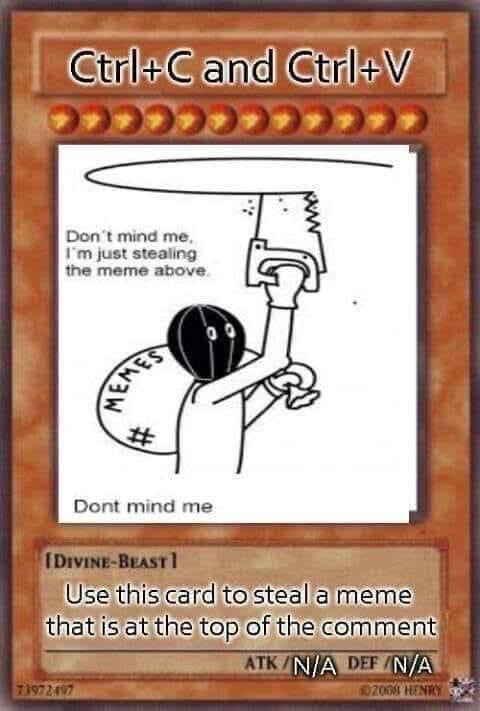 Ctrl+C and Ctrl+V
Don't mind me,
I'm just stealing
the meme above.
MEMES
#
Dont mind me
[DIVINE-BEAST]
Use this card to steal a meme
that is at the top of the comment
ATK / N/A DEF / N/A
73972497
©2008 HENRY